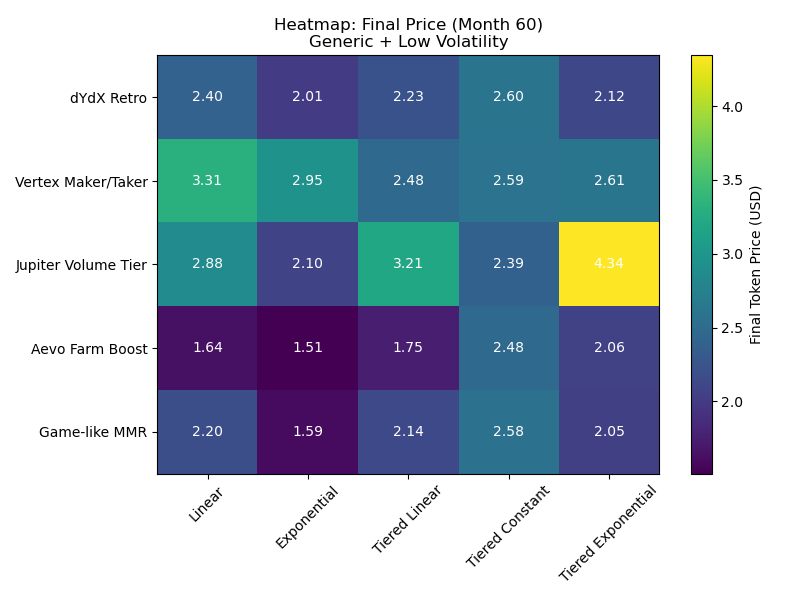 Heatmap: Final Price (Month 60)
Generic + Low Volatility
dYdX Retro
2.40 2.01 2.23 2.60 2.12
Vertex Maker/Taker
3.31 2.95 2.48 2.59 2.61
Jupiter Volume Tier
2.88 2.10 3.21 2.39 4.34
Aevo Farm Boost
1.64 1.51 1.75 2.48 2.06
Game-like MMR
2.20 1.59 2.14 2.58 2.05
Linear
Exponential
Tiered Linear
Tiered Constant
Tiered Exponential
4.0
3.5
3.0
2.5
2.0
Final Token Price (USD)